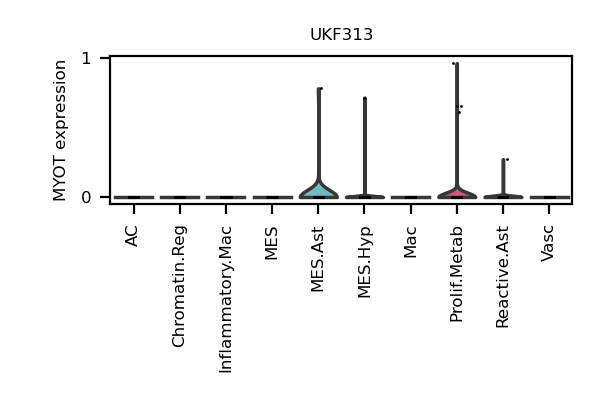 UKF313
MYOT expression
1
0
AC
Chromatin.Reg
Inflammatory.Mac
MES
MES.Ast
MES.Hyp
Mac
Prolif.Metab
Reactive.Ast
Vasc